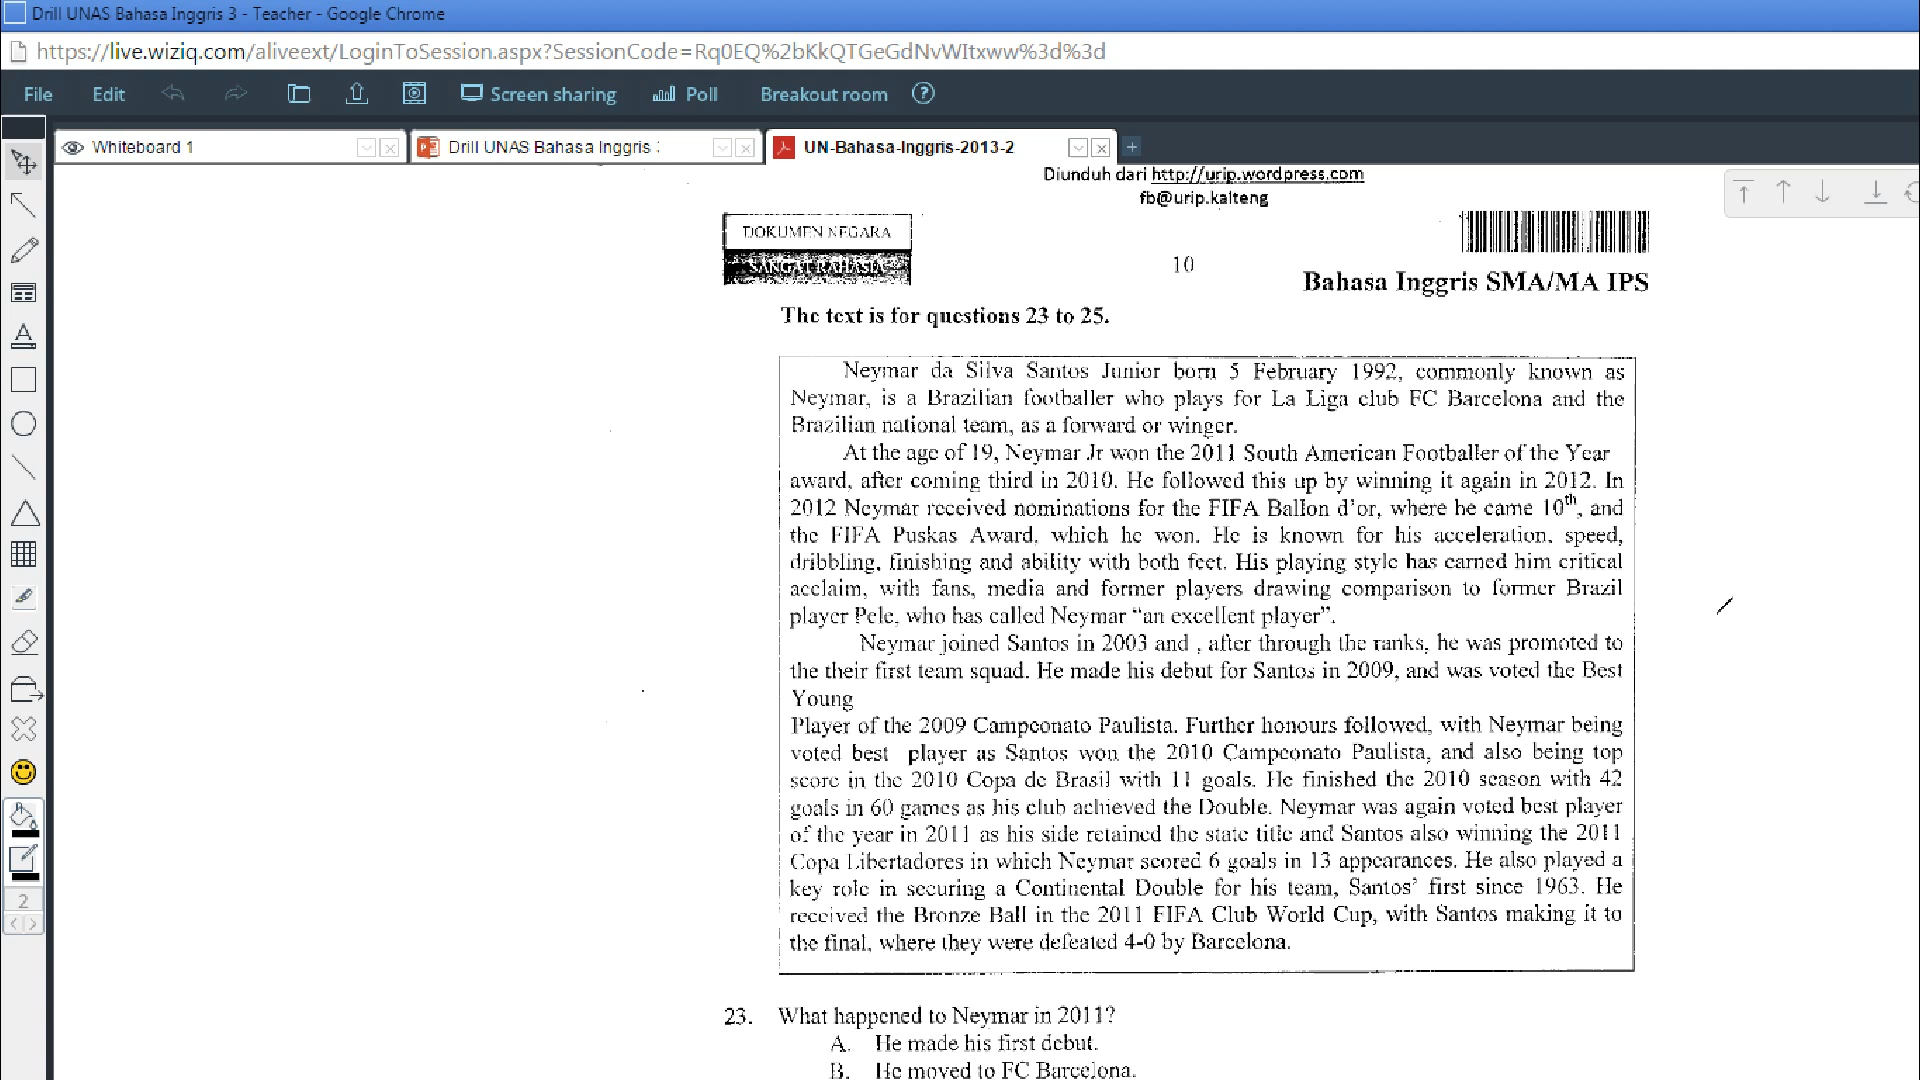 Drill UNAS Bahasa Inggris 3 - Teacher - Google Chrome
https://live.wiziq.com/aliveext/LoginToSession.aspx?SessionCode=Rq0EQ%2bKkQTGeGdNvWItxww%3d%3d
File Edit Screen sharing Poll Breakout room ?
Whiteboard 1
Drill UNAS Bahasa Inggris
UN-Bahasa-Inggris-2013-2
Diunduh dari http://urip.wordpress.com
fb@urip.kalteng
DOKUMEN NEGARA
SANGAT RAHASIA
10
Bahasa Inggris SMA/MA IPS
The text is for questions 23 to 25.
Neymar da Silva Santos Junior born 5 February 1992, commonly known as
Neymar, is a Brazilian footballer who plays for La Liga club FC Barcelona and the
Brazilian national team, as a forward or winger.
At the age of 19, Neymar Jr won the 2011 South American Footballer of the Year
award, after coming third in 2010. He followed this up by winning it again in 2012. In
2012 Neymar received nominations for the FIFA Ballon d'or, where he came 10th, and
the FIFA Puskas Award, which he won. He is known for his acceleration, speed,
dribbling, finishing and ability with both feet. His playing style has earned him critical
acclaim, with fans, media and former players drawing comparison to former Brazil
player Pele, who has called Neymar “an excellent player”.
Neymar joined Santos in 2003 and , after through the ranks, he was promoted to
the their first team squad. He made his debut for Santos in 2009, and was voted the Best
Young
Player of the 2009 Campeonato Paulista. Further honours followed, with Neymar being
voted best player as Santos won the 2010 Campeonato Paulista, and also being top
score in the 2010 Copa de Brasil with 11 goals. He finished the 2010 season with 42
goals in 60 games as his club achieved the Double. Neymar was again voted best player
of the year in 2011 as his side retained the state title and Santos also winning the 2011
Copa Libertadores in which Neymar scored 6 goals in 13 appearances. He also played a
key role in securing a Continental Double for his team, Santos' first since 1963. He
received the Bronze Ball in the 2011 FIFA Club World Cup, with Santos making it to
the final, where they were defeated 4-0 by Barcelona.
23. What happened to Neymar in 2011?
A. He made his first debut.
B. He moved to FC Barcelona.
2